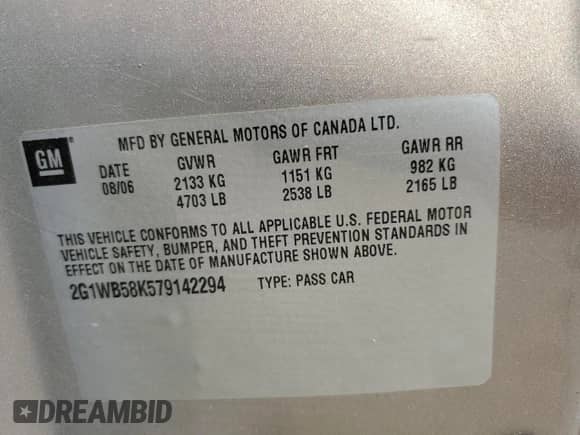 GM
MFD BY GENERAL MOTORS OF CANADA LTD.
DATE GVWR GAWR FRT GAWR RR
08/06 2133 KG 1151 KG 982 KG
4703 LB 2538 LB 2165 LB
THIS VEHICLE CONFORMS TO ALL APPLICABLE U.S. FEDERAL MOTOR
VEHICLE SAFETY, BUMPER, AND THEFT PREVENTION STANDARDS IN
EFFECT ON THE DATE OF MANUFACTURE SHOWN ABOVE.
2G1WB58K579142294 TYPE: PASS CAR
DREAMBID